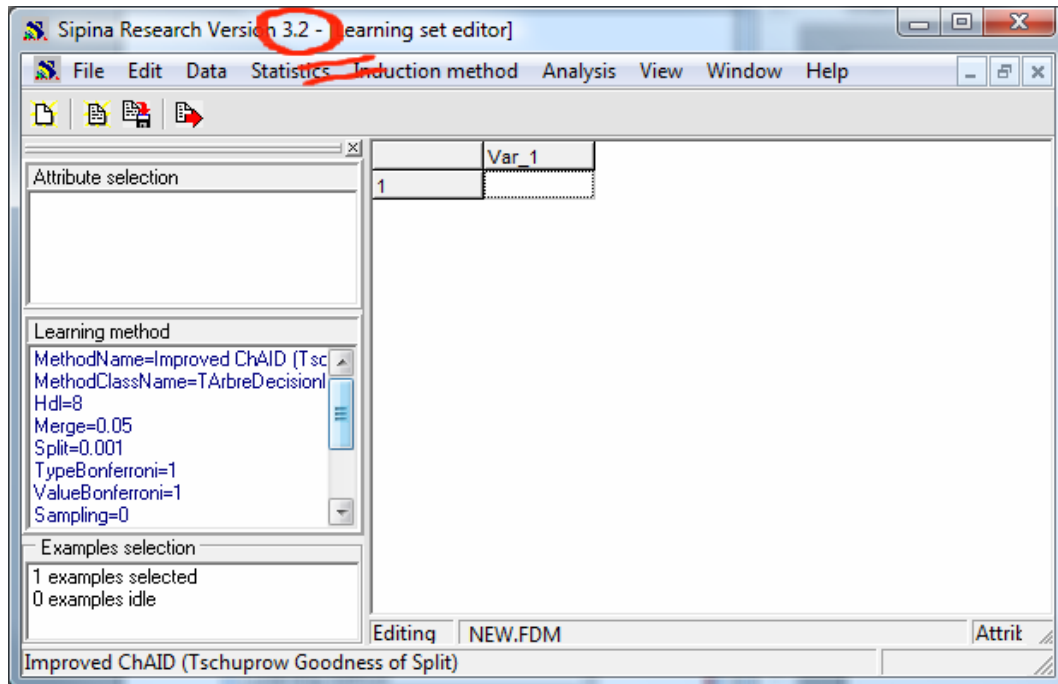 Sipina Research Version 3.2 - [Learning set editor]
File Edit Data Statistics Induction method Analysis View Window Help
Attribute selection
Var_1
1
Learning method
MethodName=Improved ChAID (Tsc
MethodClassName=TArbreDecisionI
Hdl=8
Merge=0.05
Split=0.001
TypeBonferroni=1
ValueBonferroni=1
Sampling=0
Examples selection
1 examples selected
0 examples idle
Editing NEW.FDM Attrib
Improved ChAID (Tschuprow Goodness of Split)